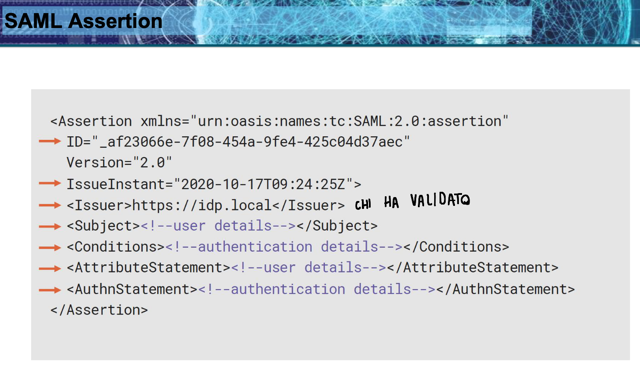 SAML Assertion
<Assertion xmlns="urn:oasis:names:tc:SAML:2.0:assertion"
ID="_af23066e-7f08-454a-9fe4-425c04d37aec"
Version="2.0"
IssueInstant="2020-10-17T09:24:25Z">
<Issuer>https://idp.local</Issuer> CHI HA VALIDATO
<Subject><!--user details--></Subject>
<Conditions><!--authentication details--></Conditions>
<AttributeStatement><!--user details--></AttributeStatement>
<AuthnStatement><!--authentication details--></AuthnStatement>
</Assertion>